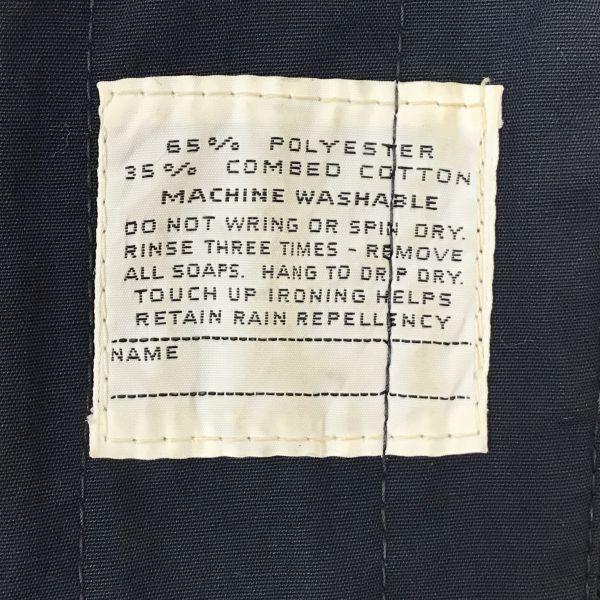 65% POLYESTER
35% COMBED COTTON
MACHINE WASHABLE
DO NOT WRING OR SPIN DRY.
RINSE THREE TIMES - REMOVE
ALL SOAPS. HANG TO DRIP DRY.
TOUCH UP IRONING HELPS
RETAIN RAIN REPELLENCY
NAME